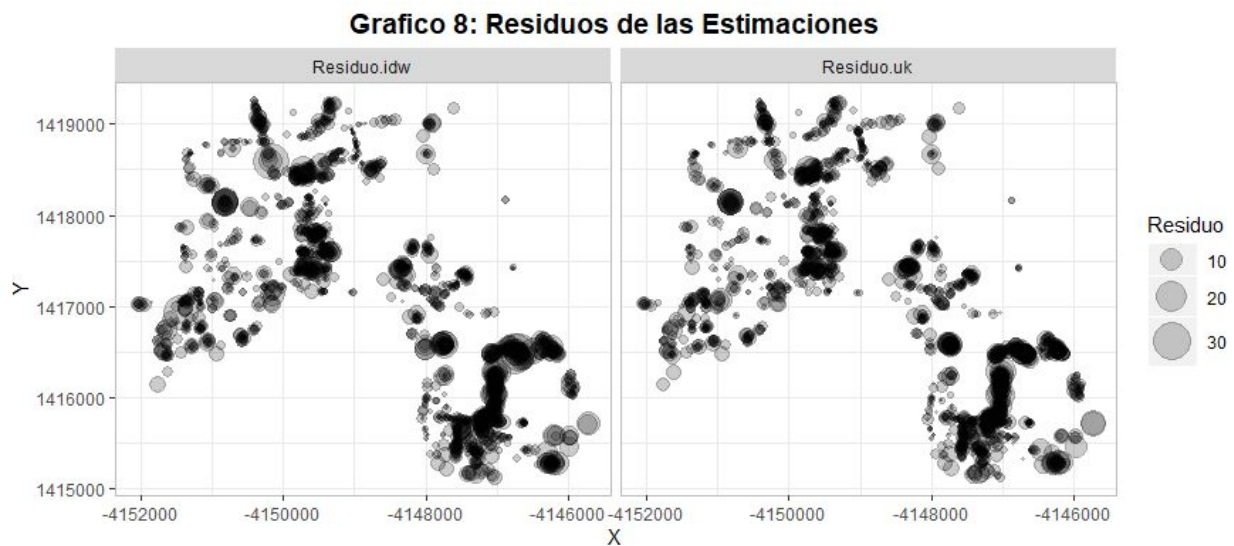 Grafico 8: Residuos de las Estimaciones
Residuo.idw
Residuo.uk
Y
1419000
1418000
1417000
1416000
1415000
-4152000
-4150000
-4148000
-4146000
-4152000
-4150000
-4148000
-4146000
X
Residuo
10
20
30